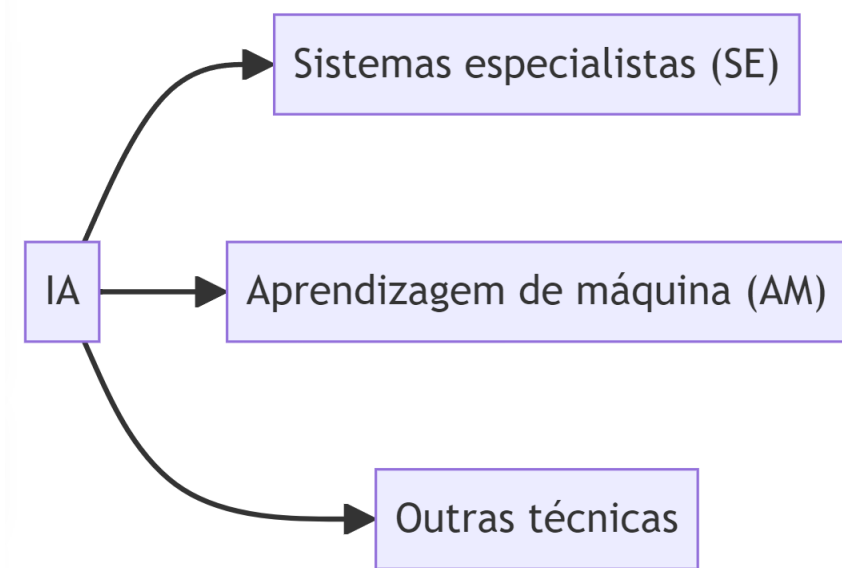 Sistemas especialistas (SE)
IA
Aprendizagem de máquina (AM)
Outras técnicas